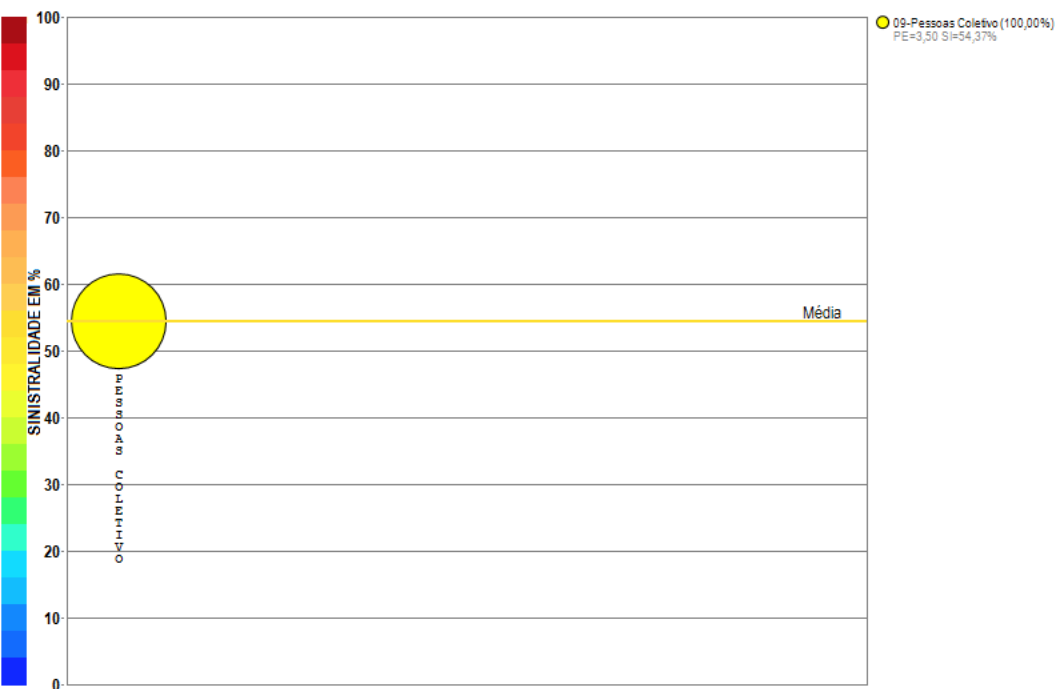 100
90
80
70
60
50
40
30
20
10
0
SINISTRALIDADE EM %
PESSOAS COLETIVO
Média
09-Pessoas Coletivo (100,00%)
PE=3,50 SI=54,37%